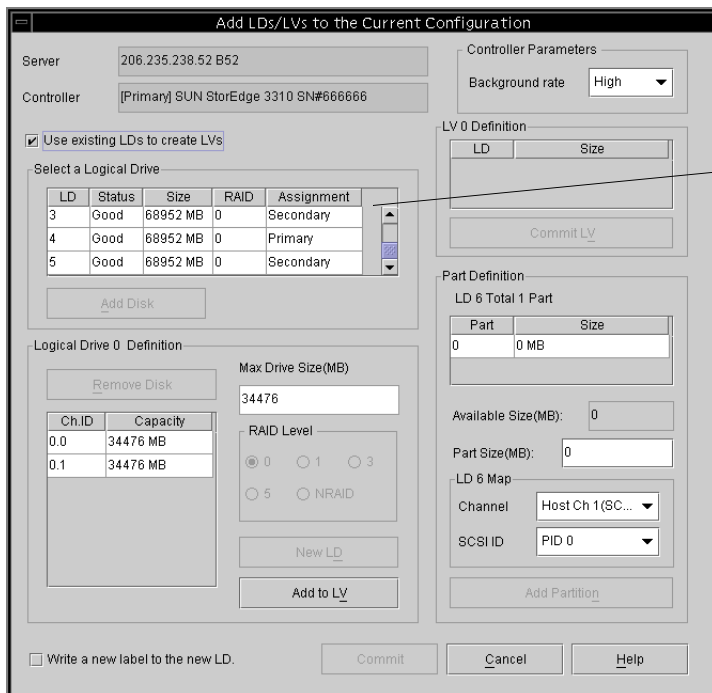 Add LDs/LVs to the Current Configuration
Server
206.235.238.52 B52
Controller
[Primary] SUN StorEdge 3310 SN#666666
Controller Parameters
Background rate
High
Use existing LDs to create LVs
Select a Logical Drive
LD Status Size RAID Assignment
3 Good 68952 MB 0 Secondary
4 Good 68952 MB 0 Primary
5 Good 68952 MB 0 Secondary
Add Disk
Logical Drive 0 Definition
Remove Disk
Ch.ID Capacity
0.0 34476 MB
0.1 34476 MB
Max Drive Size(MB)
34476
RAID Level
0 1 3
5 NRAID
New LD
Add to LV
LV 0 Definition
LD Size
Commit LV
Part Definition
LD 6 Total 1 Part
Part Size
0 0 MB
Available Size(MB): 0
Part Size(MB): 0
LD 6 Map
Channel Host Ch 1(SC...
SCSI ID PID 0
Add Partition
Write a new label to the new LD.
Commit
Cancel
Help